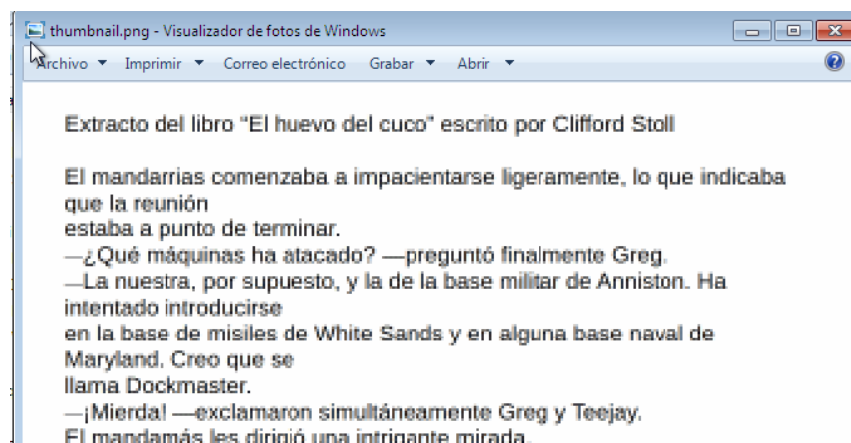 thumbnail.png - Visualizador de fotos de Windows
Archivo Imprimir Correo electrónico Grabar Abrir
Extracto del libro “El huevo del cuco” escrito por Clifford Stoll
El mandarrias comenzaba a impacientarse ligeramente, lo que indicaba
que la reunión
estaba a punto de terminar.
—¿Qué máquinas ha atacado? —preguntó finalmente Greg.
—La nuestra, por supuesto, y la de la base militar de Anniston. Ha
intentado introducirse
en la base de misiles de White Sands y en alguna base naval de
Maryland. Creo que se
llama Dockmaster.
—¡Mierda! —exclamaron simultáneamente Greg y Teejay.
El mandamás les dirigió una intrigante mirada.